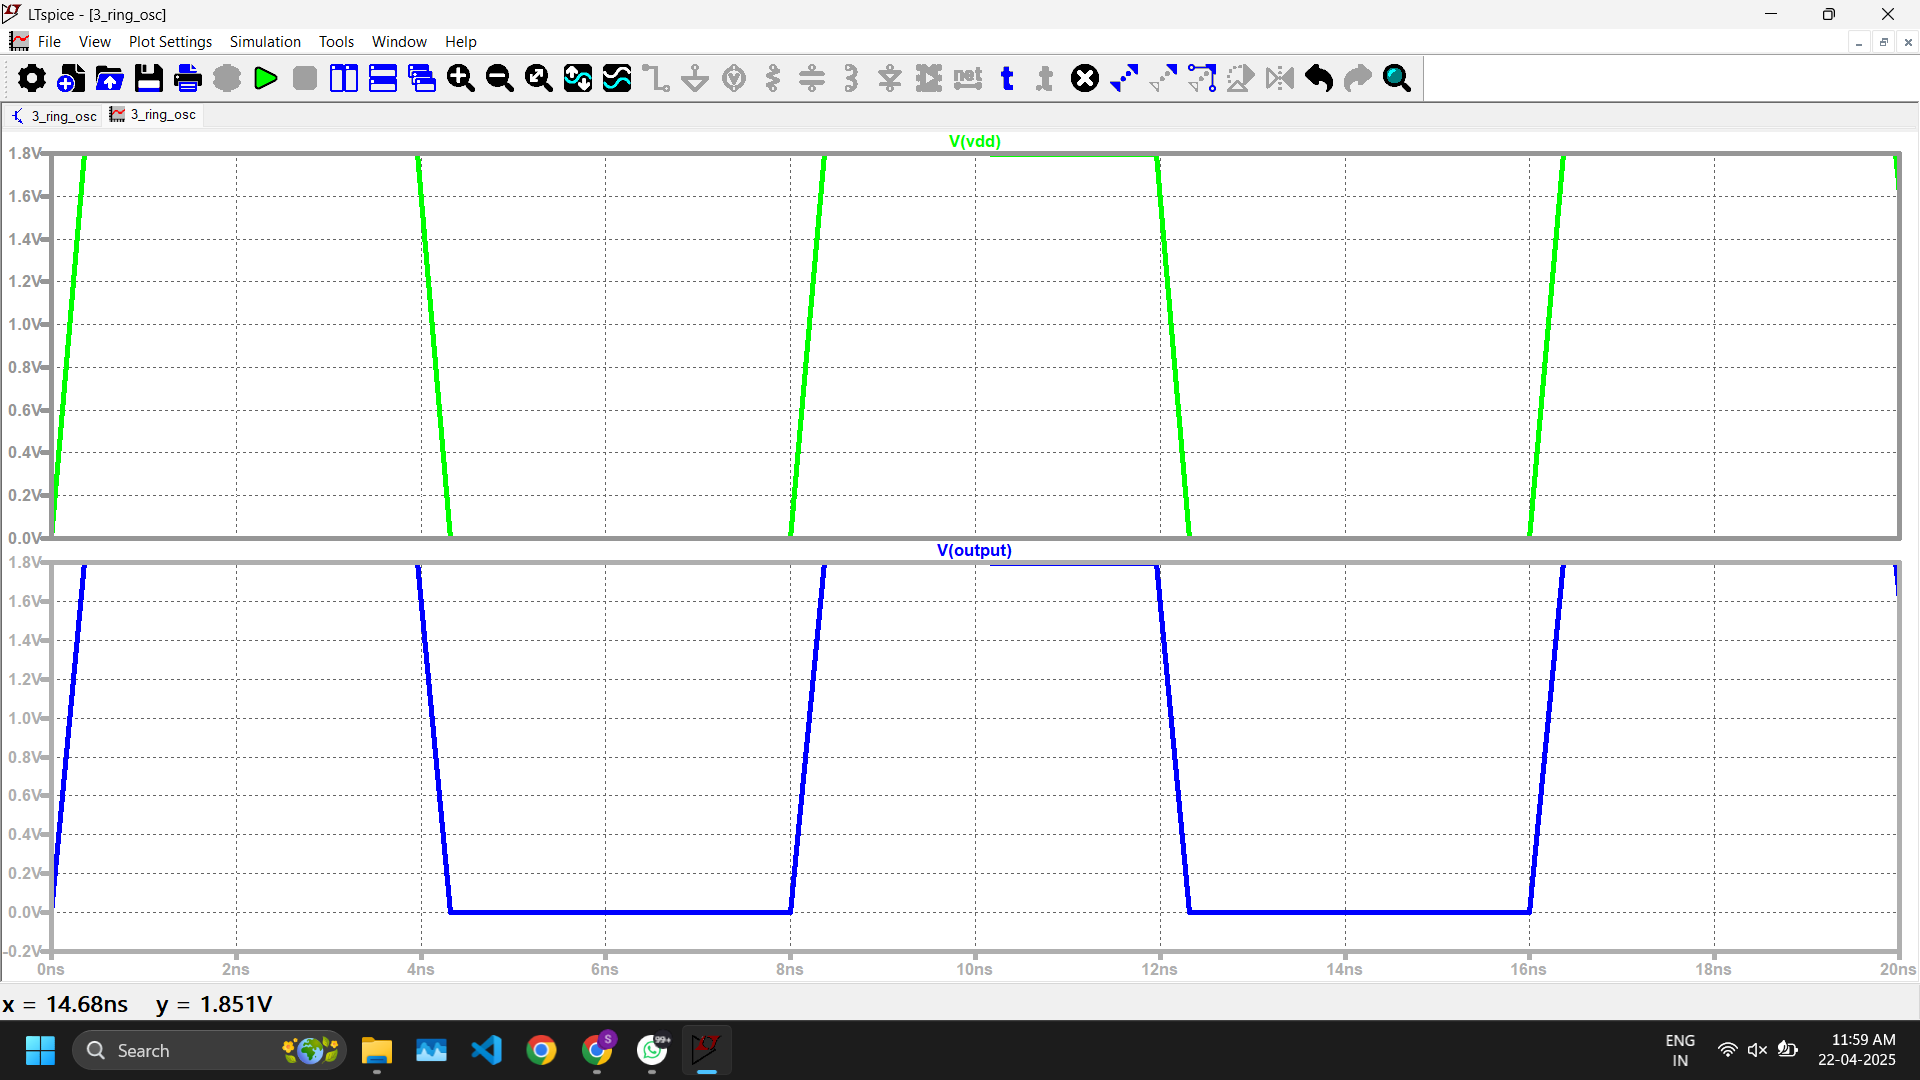 LTspice - [3_ring_osc]
File View Plot Settings Simulation Tools Window Help
net t t
3_ring_osc 3_ring_osc
V(vdd)
1.8V
1.6V
1.4V
1.2V
1.0V
0.8V
0.6V
0.4V
0.2V
0.0V
V(output)
1.8V
1.6V
1.4V
1.2V
1.0V
0.8V
0.6V
0.4V
0.2V
0.0V
-0.2V
0ns 2ns 4ns 6ns 8ns 10ns 12ns 14ns 16ns 18ns 20ns
x = 14.68ns y = 1.851V
Search
S
99+
ENG
IN
11:59 AM
22-04-2025